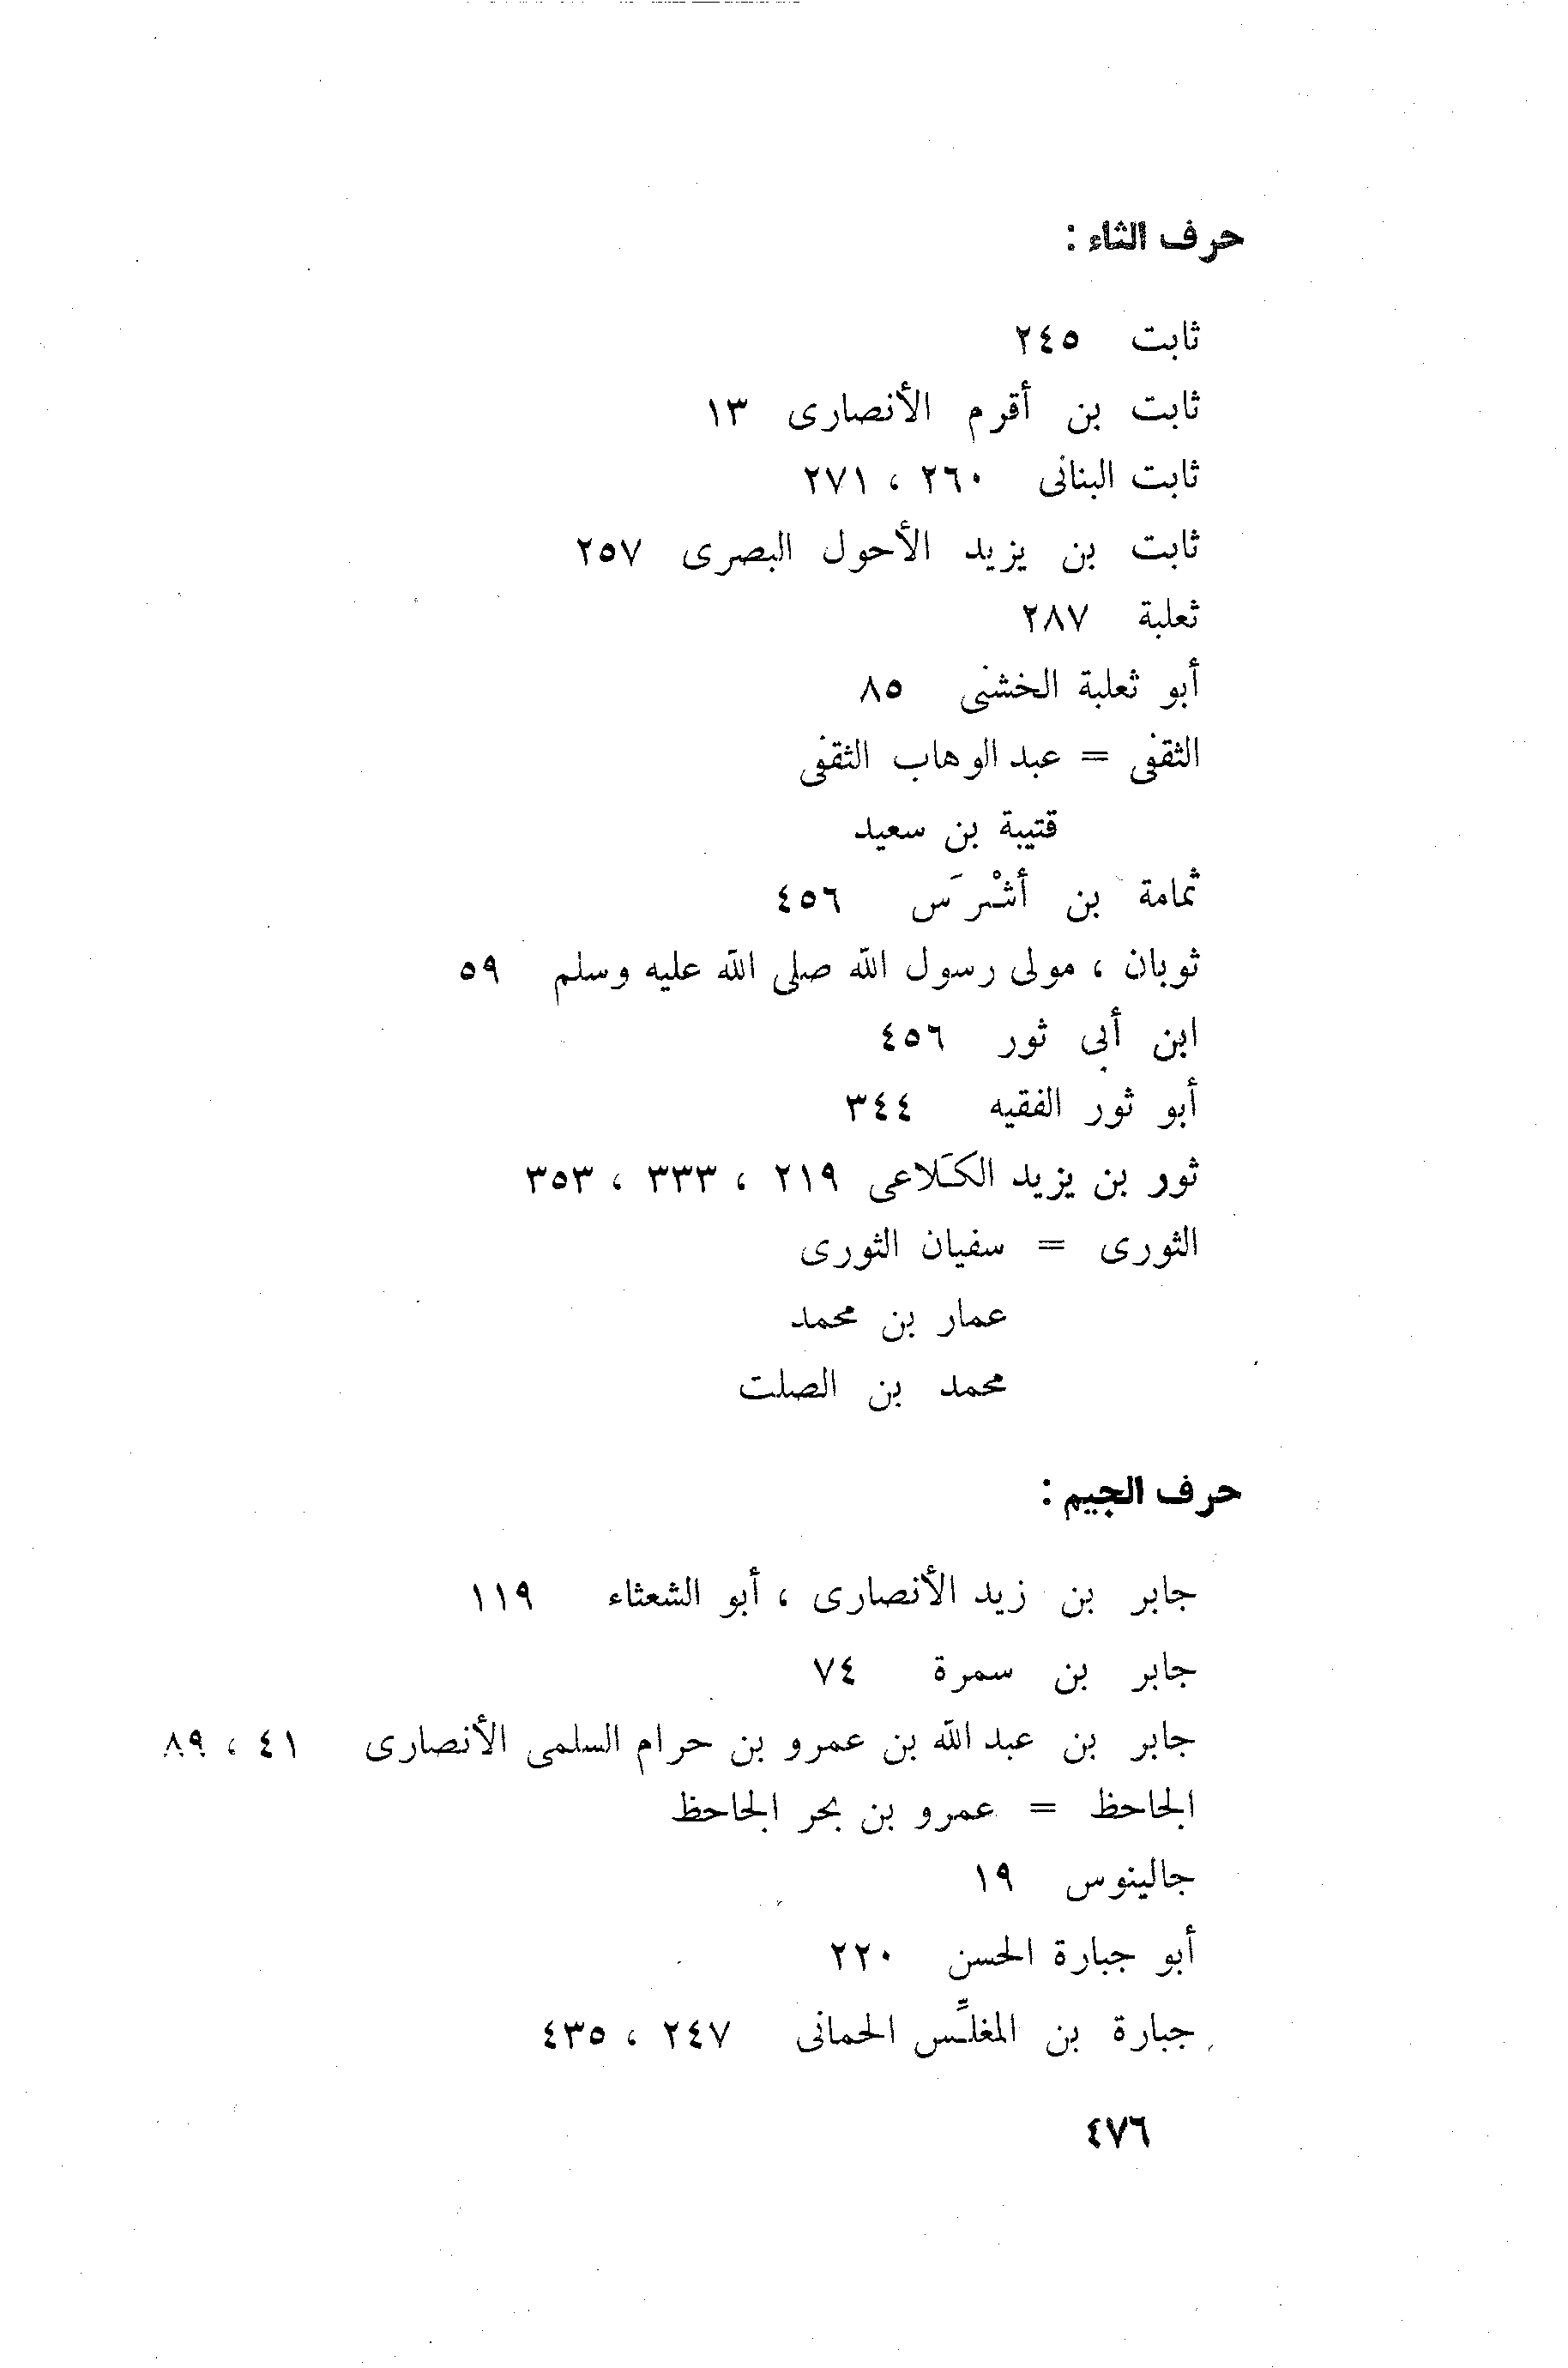 حرف الثاء :
ثابت ٢٤٥
ثابت بن أقرم الأنصارى ١٣
ثابت البنانى ٢٦٠ ، ٢٧١
ثابت بن يزيد الأحول البصرى ٢٥٧
ثعلبة ٢٨٧
أبو ثعلبة الخشنى ٨٥
الثقفى = عبد الوهاب الثقفى
قتيبة بن سعيد
ثمامة بن أشْرَس ٤٥٦
ثوبان ، مولى رسول الله صلى الله عليه وسلم ٥٩
ابن أبى ثور ٤٥٦
أبو ثور الفقيه ٣٤٤
ثور بن يزيد الكَلاعى ٢١٩ ، ٣٣٣ ، ٣٥٣
الثورى = سفيان الثورى
عمار بن محمد
محمد بن الصلت
حرف الجيم :
جابر بن زيد الأنصارى ، أبو الشعثاء ١١٩
جابر بن سمرة ٧٤
جابر بن عبد الله بن عمرو بن حرام السلمى الأنصارى ٤١ ، ٨٩
الجاحظ = عمرو بن بحر الجاحظ
جالينوس ١٩
أبو جبارة الحسن ٢٢٠
جبارة بن المغلِّس الحمانى ٢٤٧ ، ٤٣٥
٤٧٦